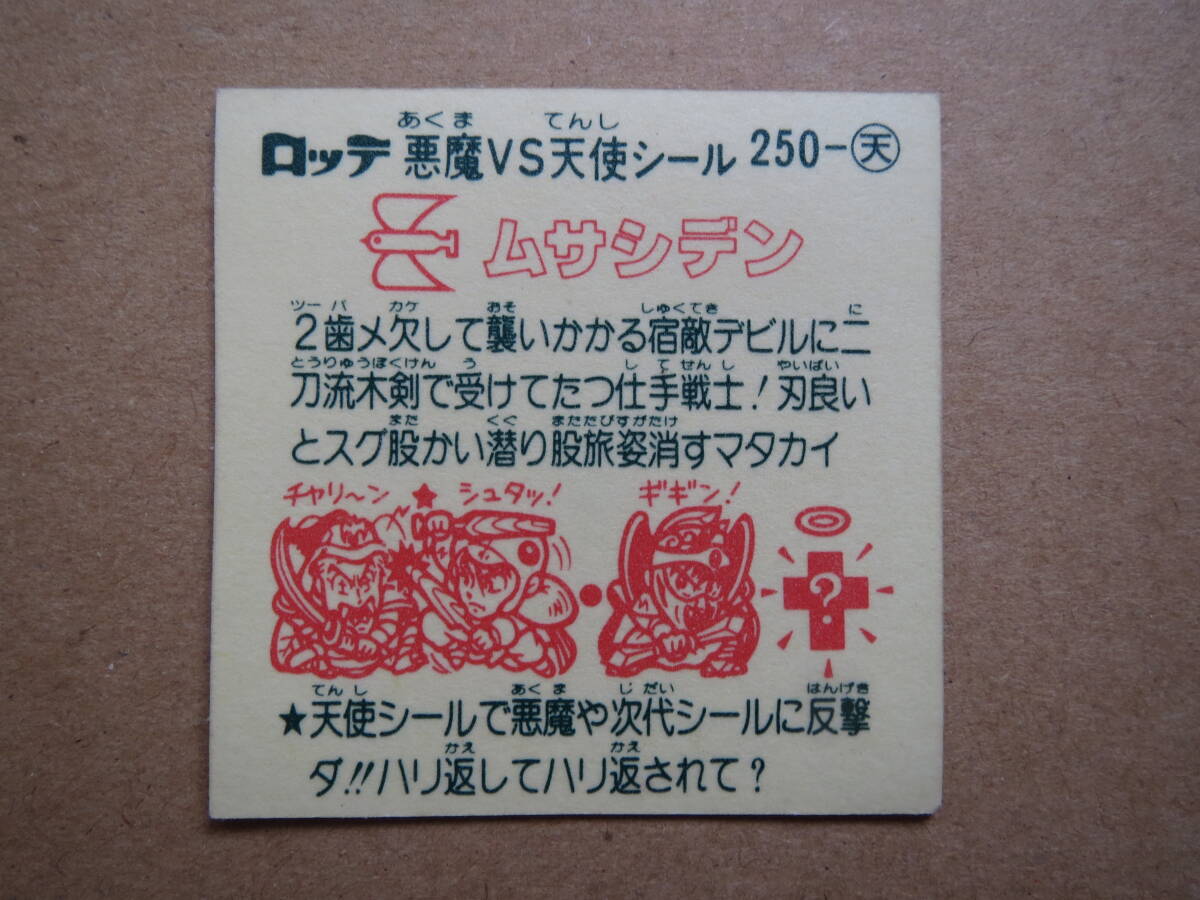 あくま てんし
ロッテ 悪魔VS天使シール 250-㊝
ムサシデン
ツーバ カケ おそ しゅくてき に
2歯メ欠して襲いかかる宿敵デビルに二
とうりゅうぼくけん う してせんし やいばい
刀流木剣で受けてたつ仕手戦士!刃良い
また くぐ またたびすがたけ
とスグ股かい潜り股旅姿消すマタカイ
チャリ〜ン ★ シュタッ! ギギン!
?
てんし あくま じだい はんげき
★天使シールで悪魔や次代シールに反撃
かえ かえ
ダ!!ハリ返してハリ返されて?